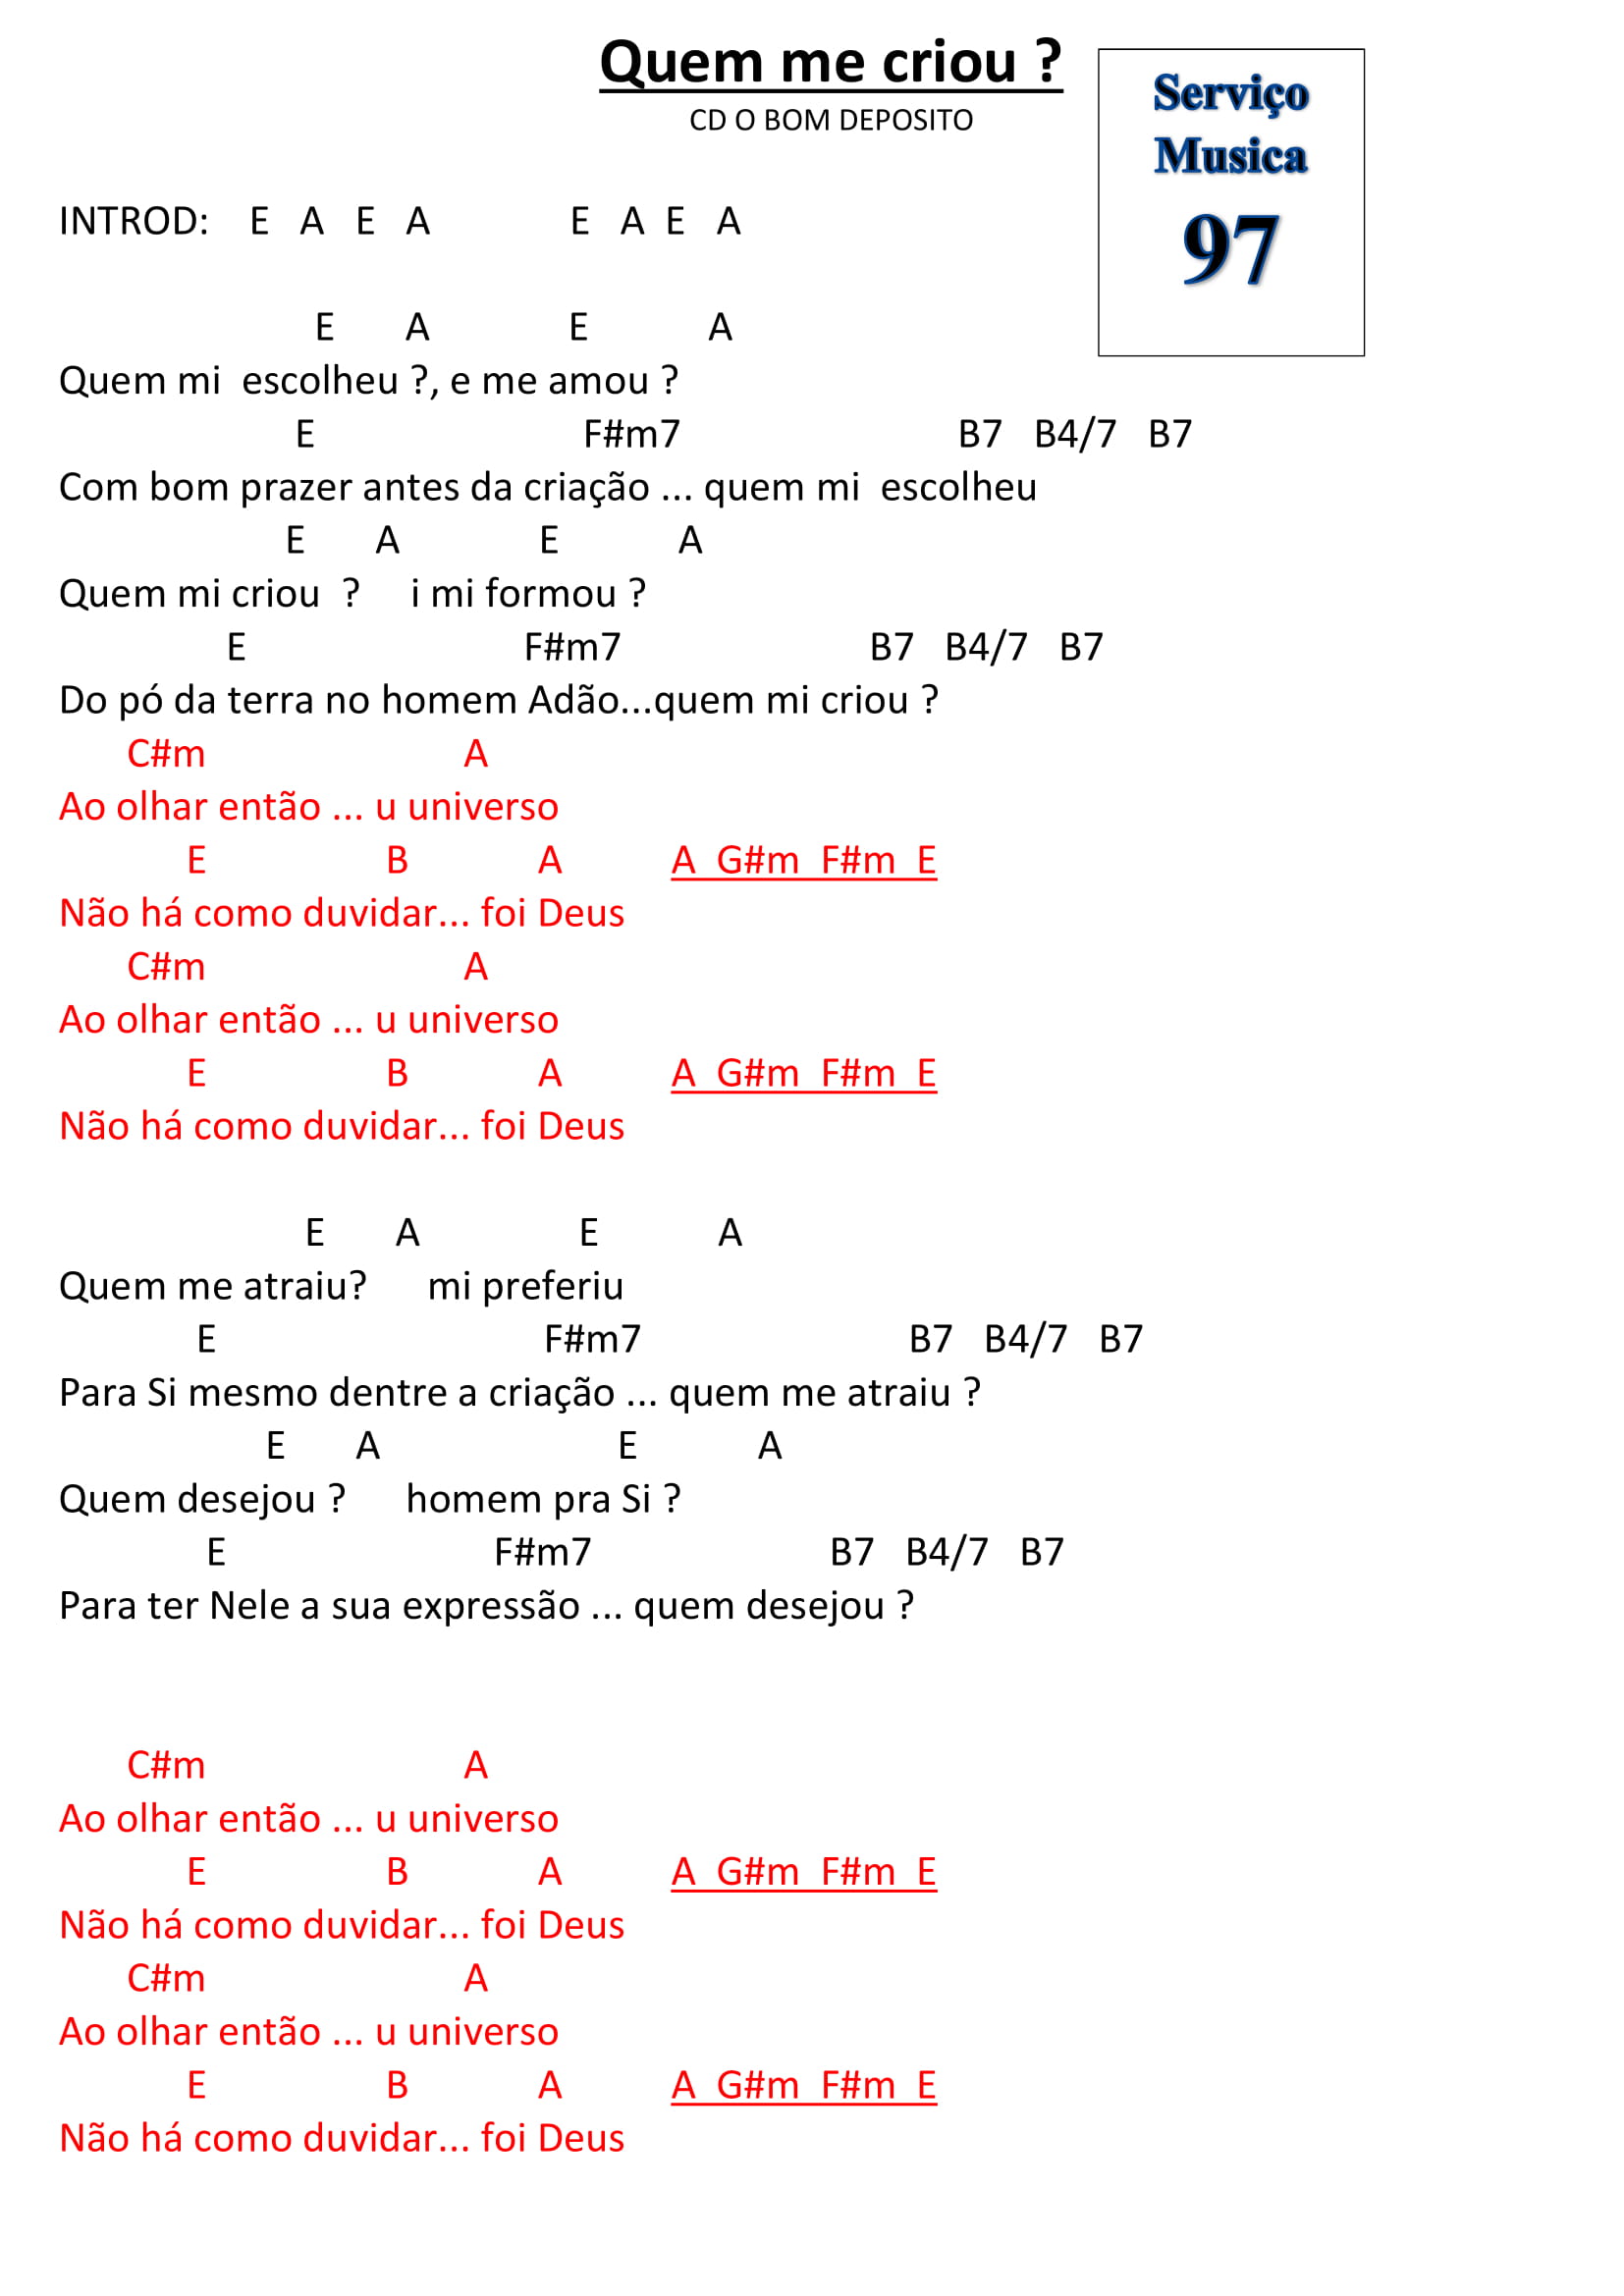 Quem me criou ?
CD O BOM DEPOSITO
Serviço
Musica
97
INTROD: E A E A E A E A
E A E A
Quem mi escolheu ?, e me amou ?
E F#m7 B7 B4/7 B7
Com bom prazer antes da criação ... quem mi escolheu
E A E A
Quem mi criou ? i mi formou ?
E F#m7 B7 B4/7 B7
Do pó da terra no homem Adão...quem mi criou ?
C#m A
Ao olhar então ... u universo
E B A A G#m F#m E
Não há como duvidar... foi Deus
C#m A
Ao olhar então ... u universo
E B A A G#m F#m E
Não há como duvidar... foi Deus
E A E A
Quem me atraiu? mi preferiu
E F#m7 B7 B4/7 B7
Para Si mesmo dentre a criação ... quem me atraiu ?
E A E A
Quem desejou ? homem pra Si ?
E F#m7 B7 B4/7 B7
Para ter Nele a sua expressão ... quem desejou ?
C#m A
Ao olhar então ... u universo
E B A A G#m F#m E
Não há como duvidar... foi Deus
C#m A
Ao olhar então ... u universo
E B A A G#m F#m E
Não há como duvidar... foi Deus